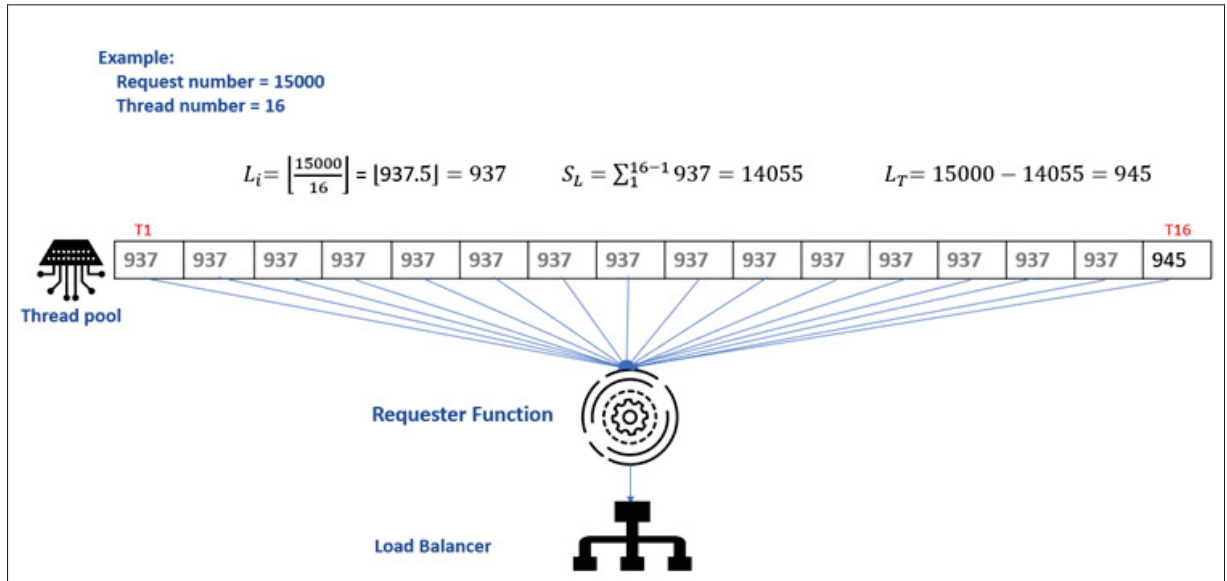 Example:
Request number = 15000
Thread number = 16
L_i= ⌊15000/16⌋ = ⌊937.5⌋ = 937 S_L = ∑_1^{16−1} 937 = 14055 L_T= 15000 − 14055 = 945
T1 T16
937 937 937 937 937 937 937 937 937 937 937 937 937 937 937 945
Thread pool
Requester Function
Load Balancer